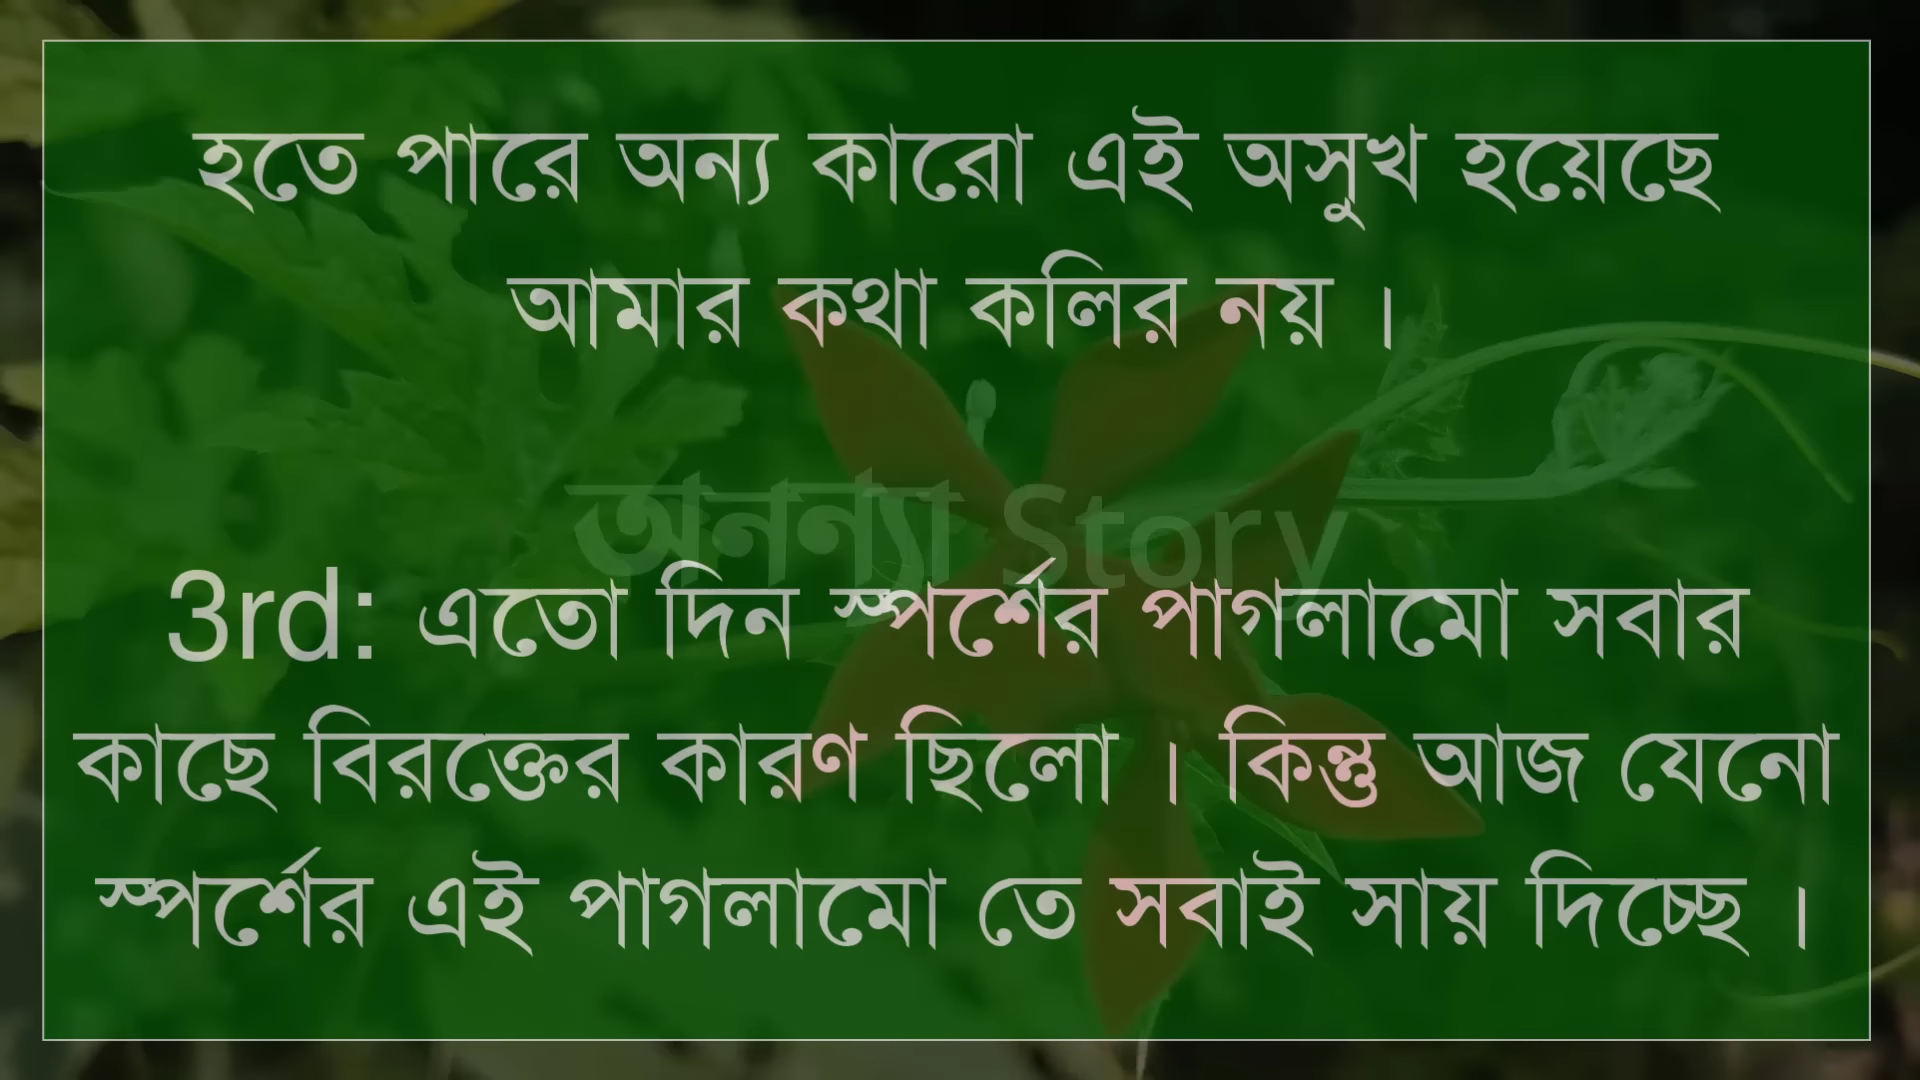 হতে পারে অন্য কারো এই অসুখ হয়েছে
আমার কথা কলির নয় ।
অনন্যা Story
3rd: এতো দিন স্পর্শের পাগলামো সবার
কাছে বিরক্তের কারণ ছিলো । কিন্তু আজ যেনো
স্পর্শের এই পাগলামো তে সবাই সায় দিচ্ছে ।